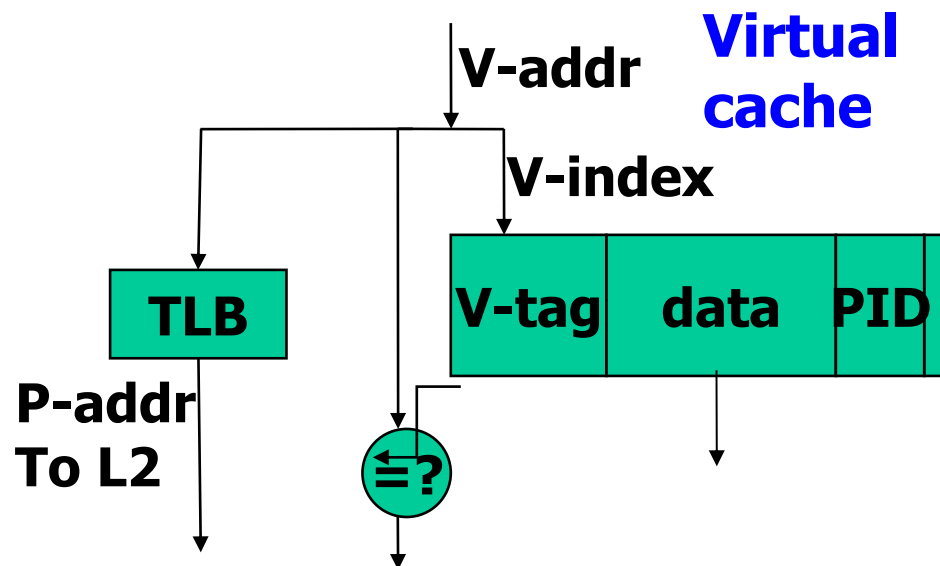 Virtual
cache
V-addr
V-index
TLB
V-tag
data
PID
P-addr
To L2
=?